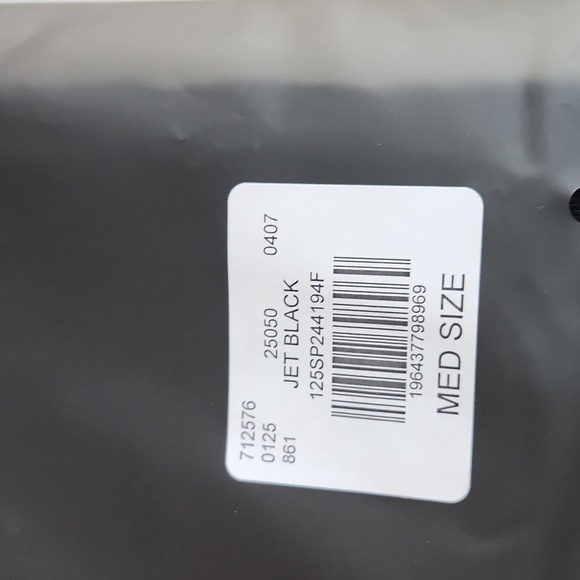 712576
0125 25050 0407
861 JET BLACK
125SP244194F
196437798969
MED SIZE